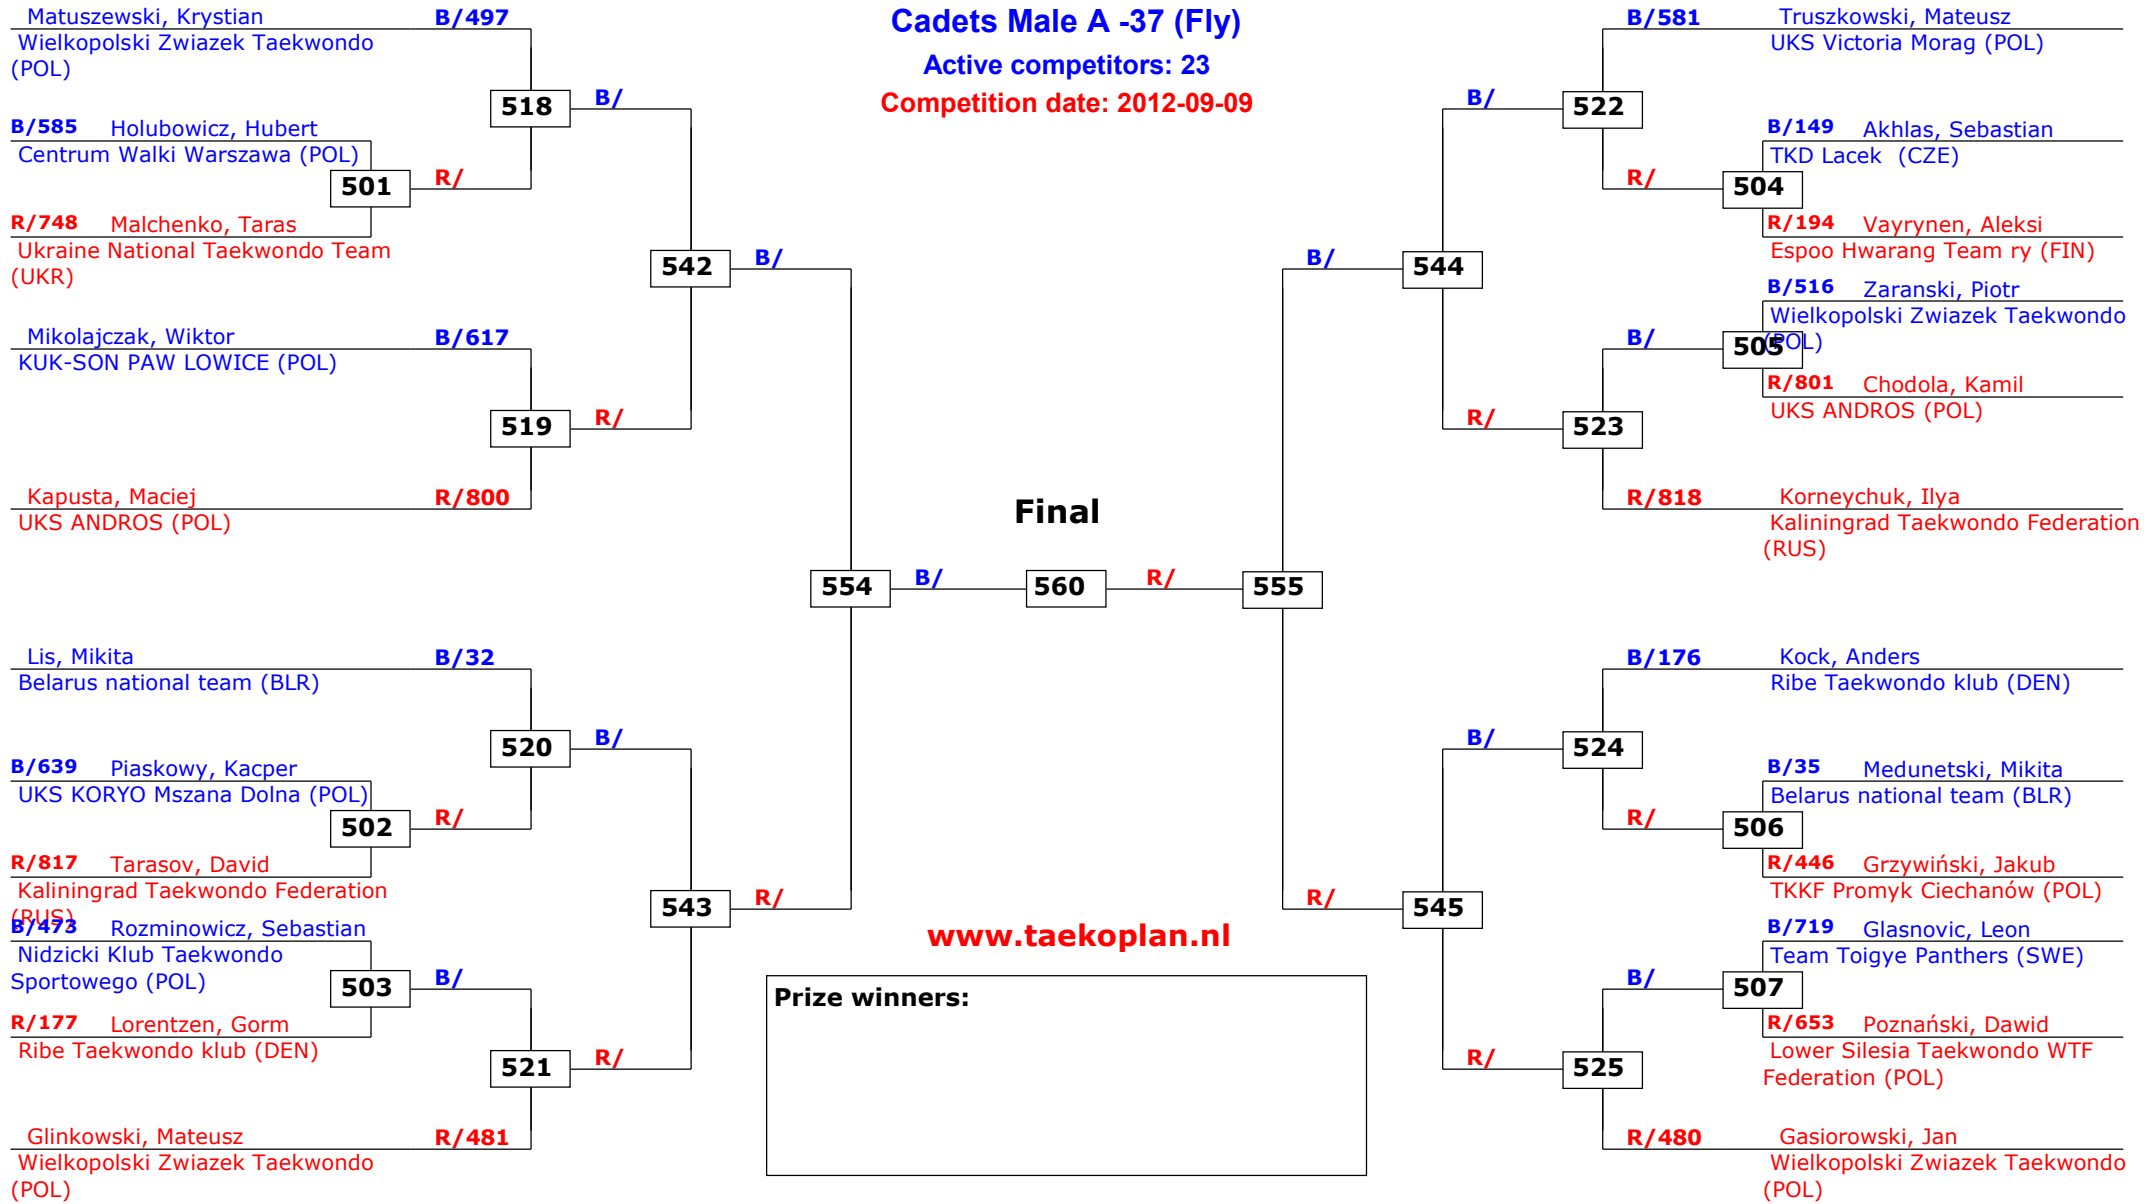 Cadets Male A -37 (Fly)
Active competitors: 23
Competition date: 2012-09-09
Matuszewski, Krystian B/497
Wielkopolski Zwiazek Taekwondo
(POL)
518
B/
B/585 Holubowicz, Hubert
Centrum Walki Warszawa (POL)
501
R/
R/748 Malchenko, Taras
Ukraine National Taekwondo Team
(UKR)
542
B/
Mikolajczak, Wiktor B/617
KUK-SON PAW LOWICE (POL)
519
R/
Kapusta, Maciej R/800
UKS ANDROS (POL)
Lis, Mikita B/32
Belarus national team (BLR)
520
B/
B/639 Piaskowy, Kacper
UKS KORYO Mszana Dolna (POL)
502
R/
R/817 Tarasov, David
Kaliningrad Taekwondo Federation
(RUS)
543
R/
B/473 Rozminowicz, Sebastian
Nidzicki Klub Taekwondo
Sportowego (POL)
503
B/
R/177 Lorentzen, Gorm
Ribe Taekwondo klub (DEN)
521
R/
Glinkowski, Mateusz R/481
Wielkopolski Zwiazek Taekwondo
(POL)
Final
554 B/ 560 R/ 555
www.taekoplan.nl
Prize winners:
B/581 Truszkowski, Mateusz
UKS Victoria Morag (POL)
B/
522
B/149 Akhlas, Sebastian
TKD Lacek (CZE)
R/
504
R/194 Vayrynen, Aleksi
Espoo Hwarang Team ry (FIN)
B/
544
B/516 Zaranski, Piotr
Wielkopolski Zwiazek Taekwondo
(POL)
B/
505
R/801 Chodola, Kamil
UKS ANDROS (POL)
R/
523
R/818 Korneychuk, Ilya
Kaliningrad Taekwondo Federation
(RUS)
B/176 Kock, Anders
Ribe Taekwondo klub (DEN)
B/
524
B/35 Medunetski, Mikita
Belarus national team (BLR)
R/
506
R/446 Grzywiński, Jakub
TKKF Promyk Ciechanów (POL)
R/
545
B/719 Glasnovic, Leon
Team Toigye Panthers (SWE)
B/
507
R/653 Poznański, Dawid
Lower Silesia Taekwondo WTF
Federation (POL)
R/
525
R/480 Gasiorowski, Jan
Wielkopolski Zwiazek Taekwondo
(POL)